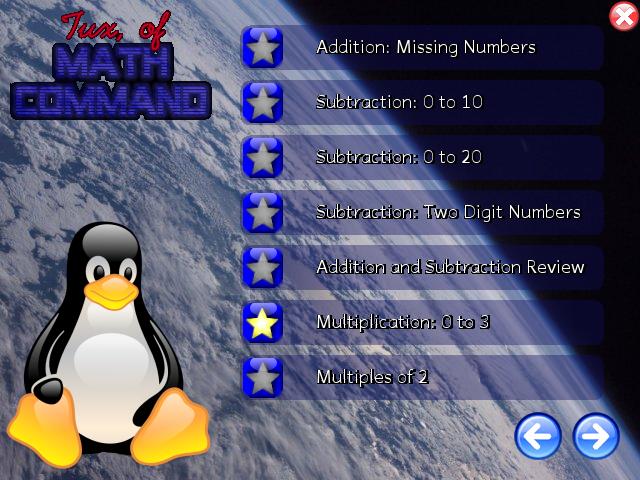 Tux, of
MATH
COMMAND
Addition: Missing Numbers
Subtraction: 0 to 10
Subtraction: 0 to 20
Subtraction: Two Digit Numbers
Addition and Subtraction Review
Multiplication: 0 to 3
Multiples of 2